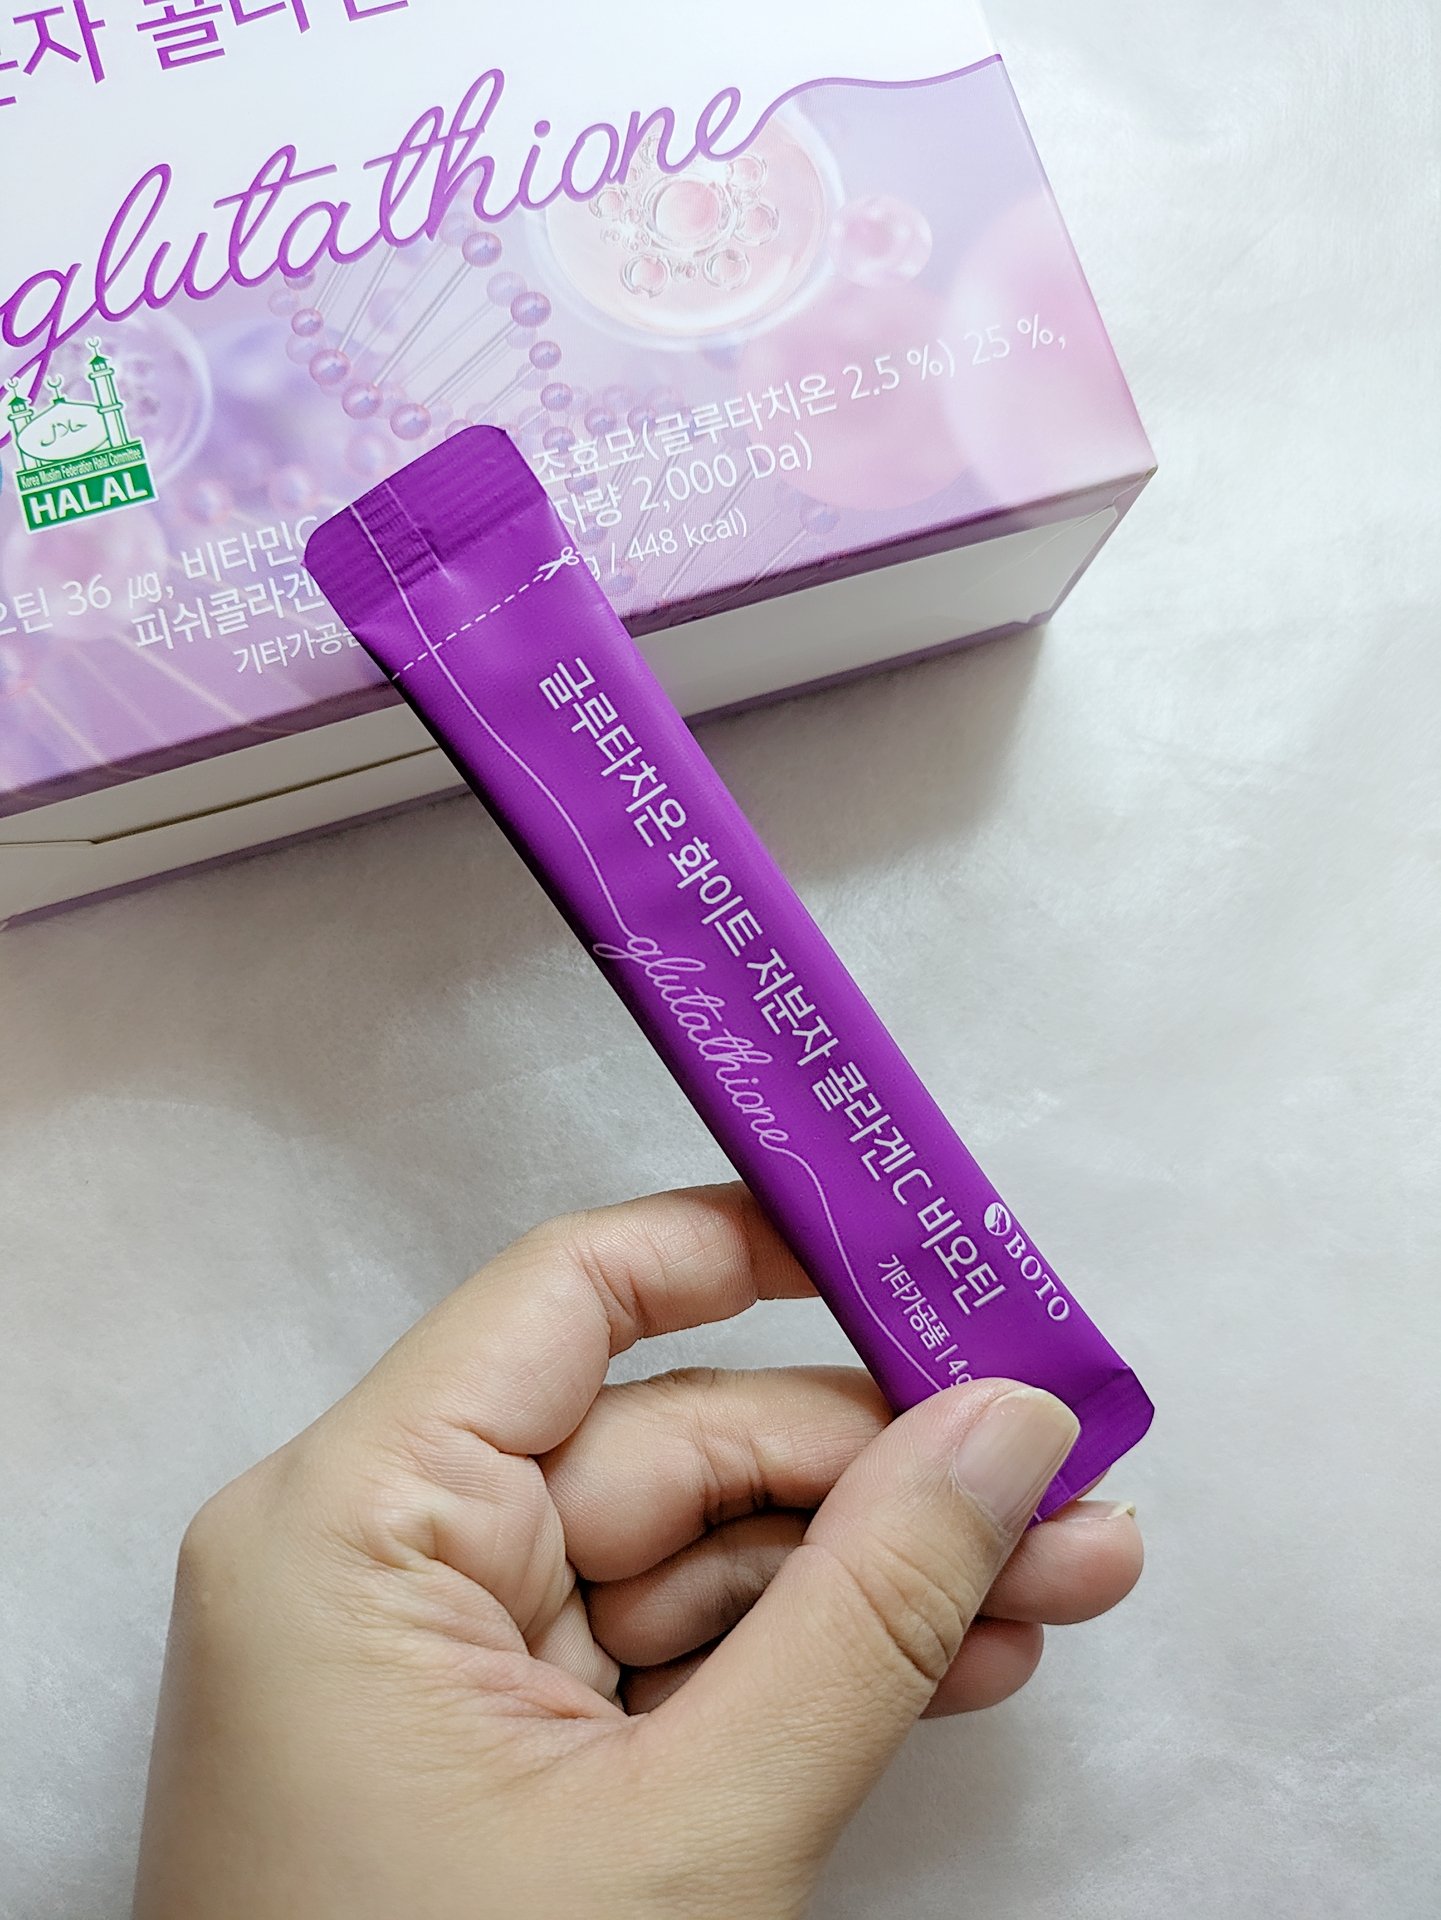 분자
glutathione
حلال
Korea Muslim Federation Halal Committee
HALAL
조효모(글루타치온 2.5 %) 25 %,
36 ㎍, 비타민C
2,000 Da)
피쉬콜라겐
/ 448 kcal)
기타가공
글루타치온 화이트 저분자 콜라겐C 비오틴
glutathione
BOTO
기타가공품 | 4g